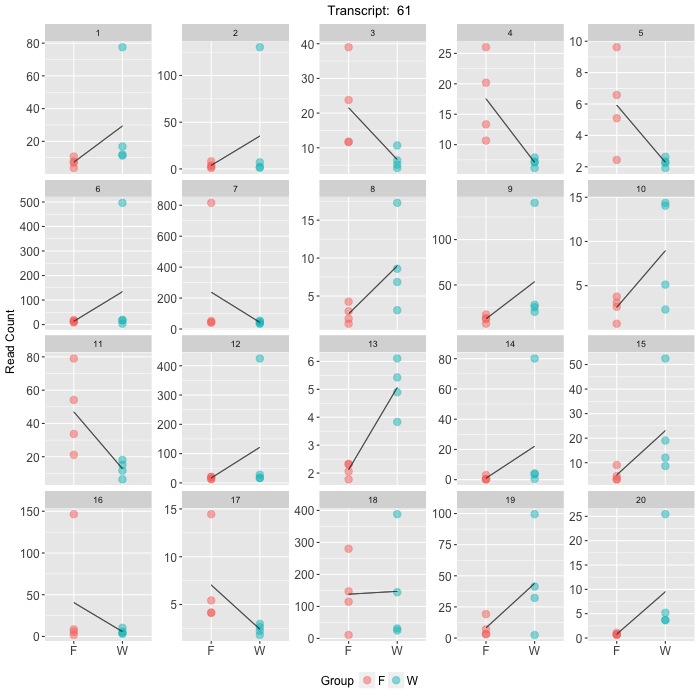 Transcript: 61
1 2 3 4 5
80 60 40 20
100 50 0
40 30 20 10
25 20 15 10
10 8 6 4 2
6 7 8 9 10
500 400 300 200 100 0
800 600 400 200 0
15 10 5
100 50
15 10 5
Read Count
11 12 13 14 15
80 60 40 20
400 300 200 100 0
6 5 4 3 2
80 60 40 20 0
50 40 30 20 10
16 17 18 19 20
150 100 50 0
15 10 5
400 300 200 100 0
100 75 50 25 0
25 20 15 10 5 0
F W F W F W F W F W
Group F W